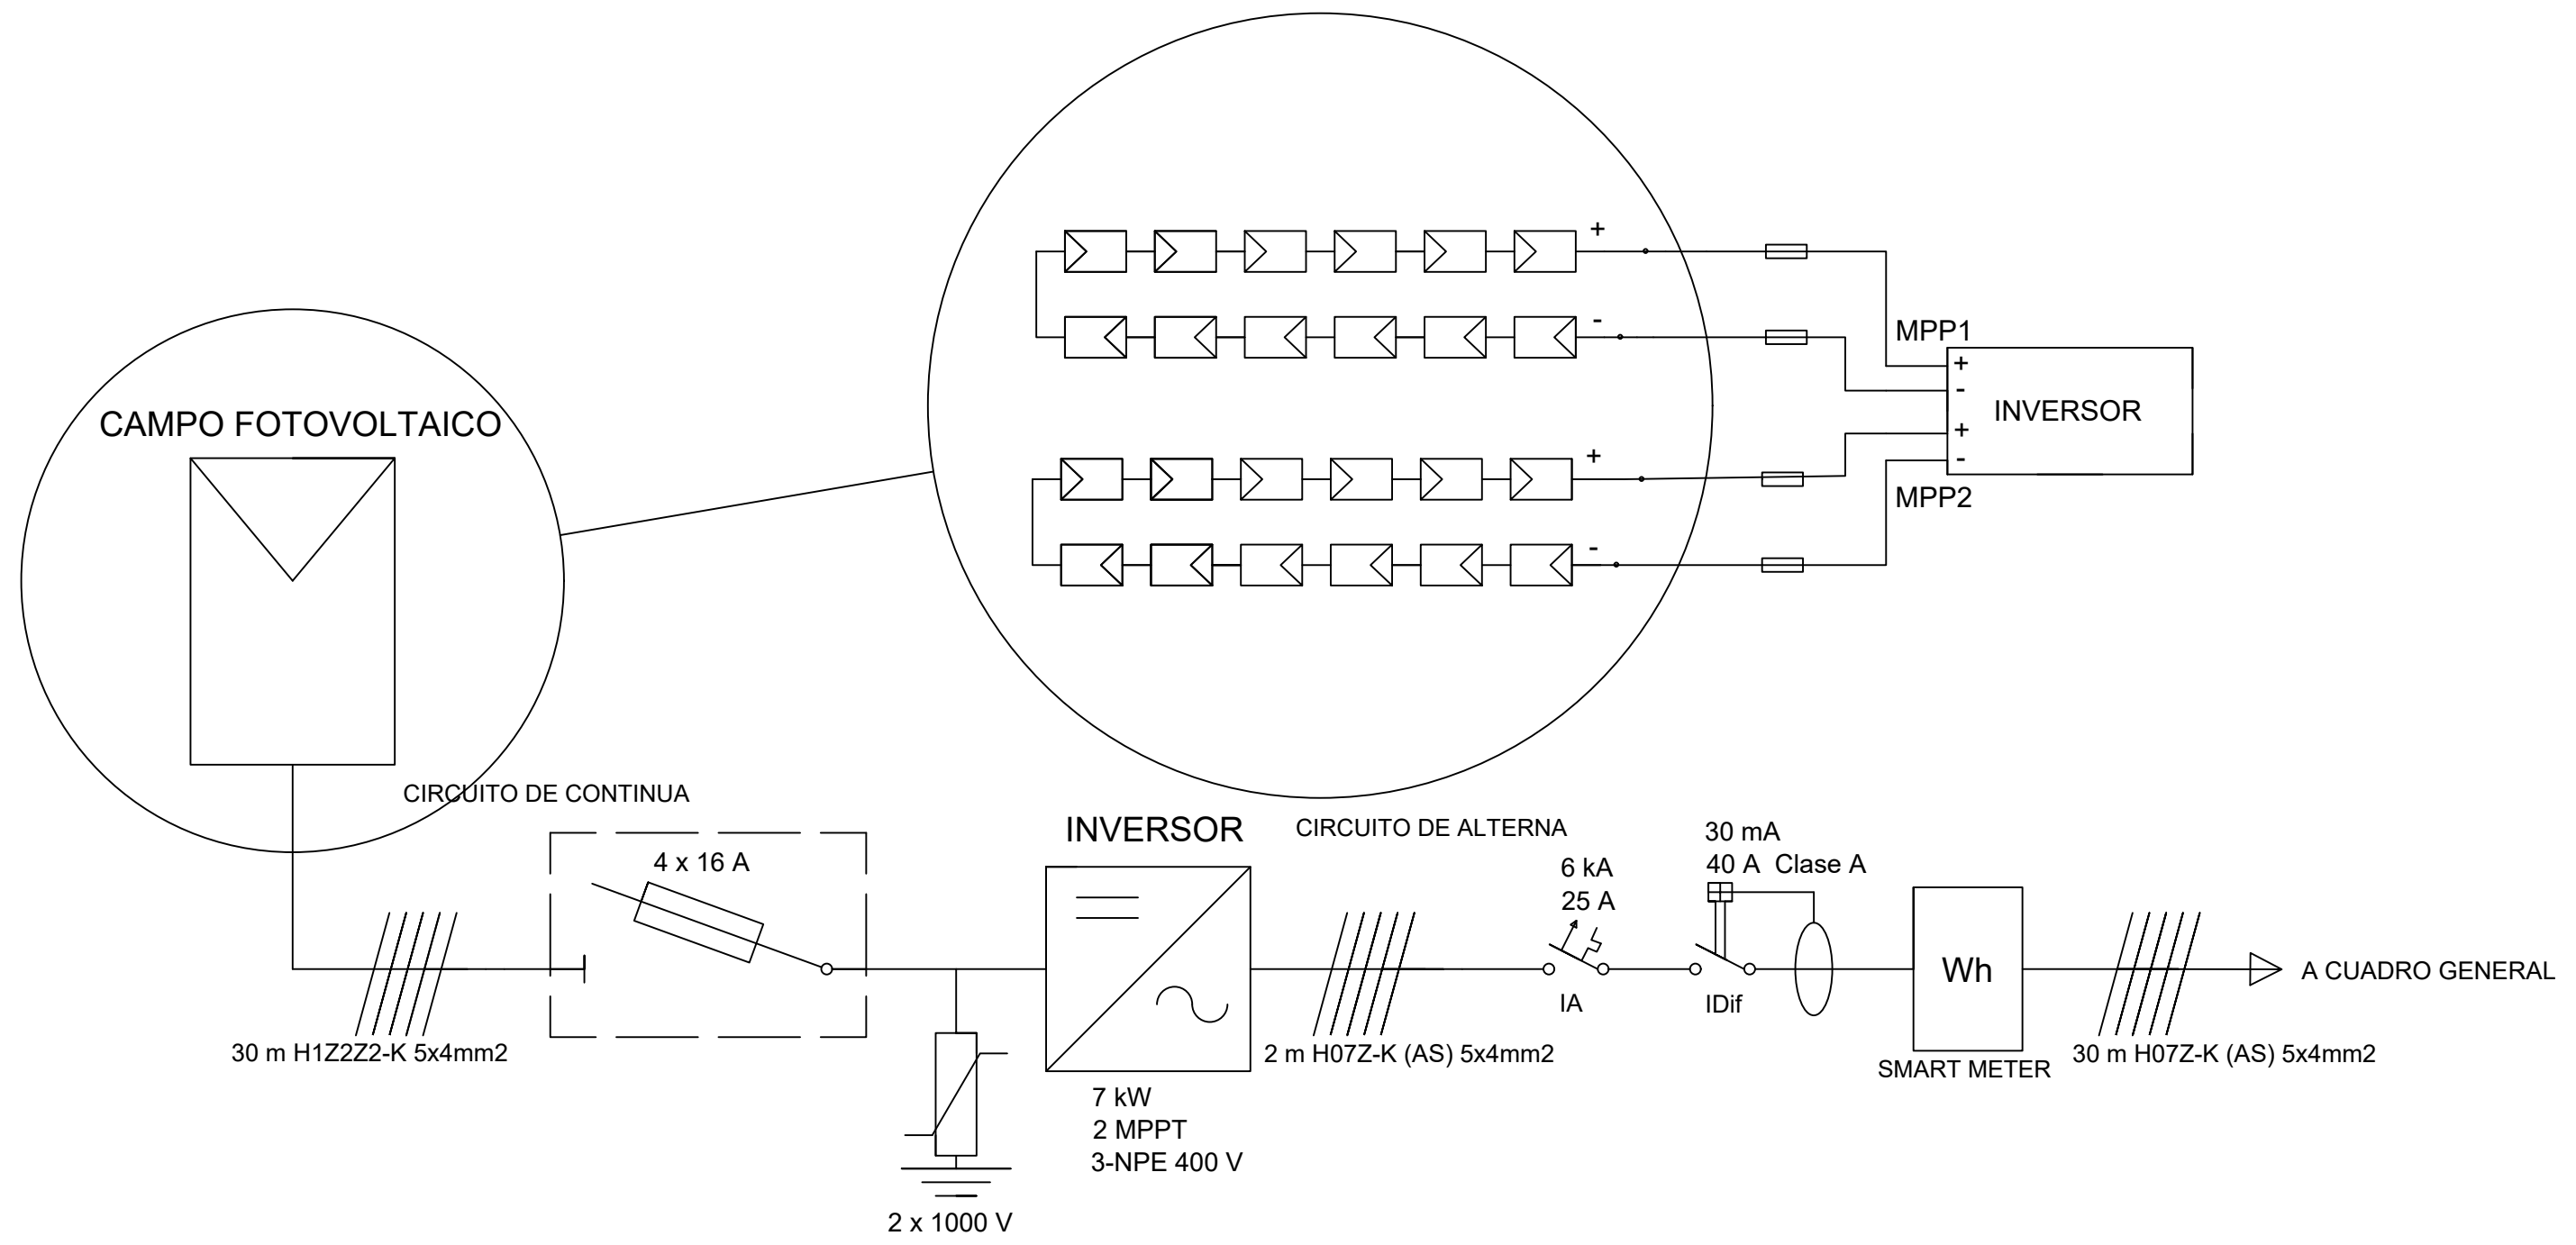 +
-
MPP1
+
-
INVERSOR
+
-
MPP2
+
-
CAMPO FOTOVOLTAICO
CIRCUITO DE CONTINUA
4 x 16 A
30 m H1Z2Z2-K 5x4mm2
2 x 1000 V
INVERSOR
7 kW
2 MPPT
3-NPE 400 V
CIRCUITO DE ALTERNA
2 m H07Z-K (AS) 5x4mm2
6 kA
25 A
IA
30 mA
40 A Clase A
IDif
Wh
SMART METER
30 m H07Z-K (AS) 5x4mm2
A CUADRO GENERAL